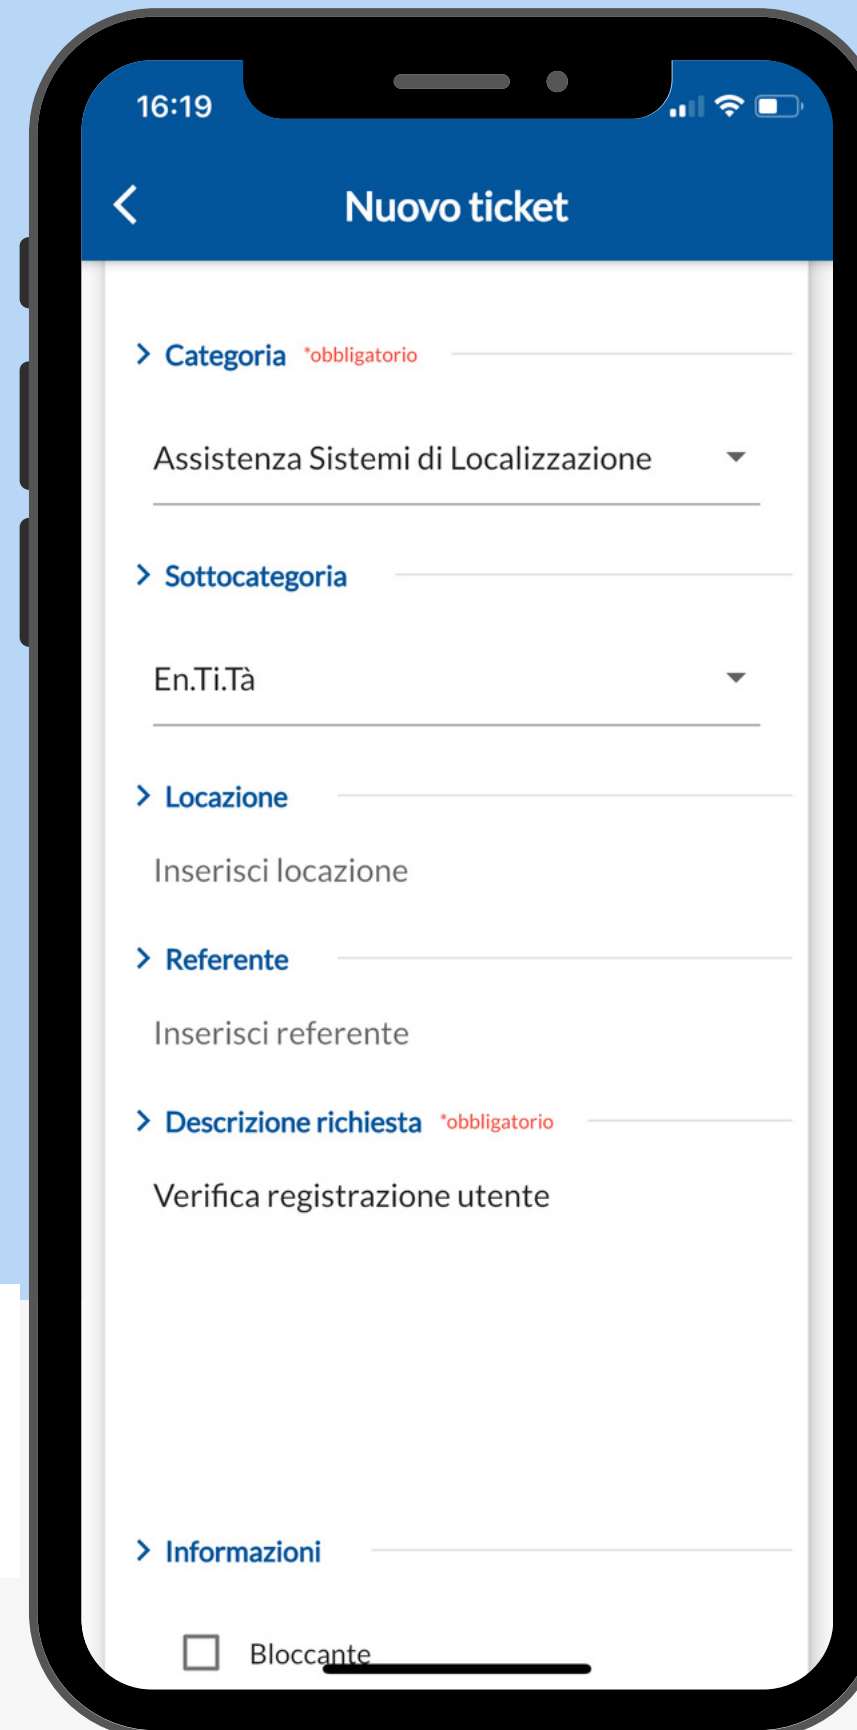 16:19
Nuovo ticket
Categoria *obbligatorio
Assistenza Sistemi di Localizzazione
Sottocategoria
En.Ti.Tà
Locazione
Inserisci locazione
Referente
Inserisci referente
Descrizione richiesta *obbligatorio
Verifica registrazione utente
Informazioni
Bloccante